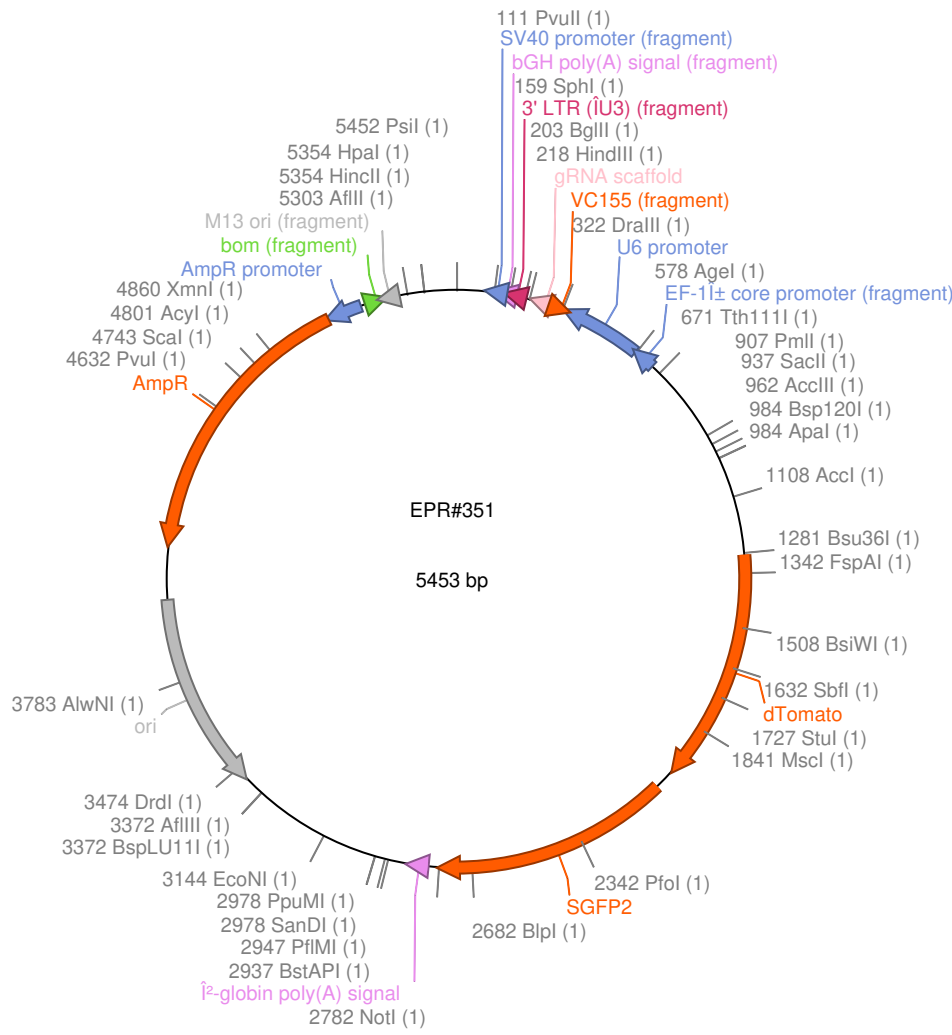 111 PvuII (1)
SV40 promoter (fragment)
bGH poly(A) signal (fragment)
159 SphI (1)
3' LTR (ÎU3) (fragment)
203 BglII (1)
218 HindIII (1)
gRNA scaffold
VC155 (fragment)
322 DraIII (1)
U6 promoter
578 AgeI (1)
EF-1Î± core promoter (fragment)
671 Tth111I (1)
907 PmlI (1)
937 SacII (1)
962 AccIII (1)
984 Bsp120I (1)
984 ApaI (1)
1108 AccI (1)
1281 Bsu36I (1)
1342 FspAI (1)
1508 BsiWI (1)
1632 SbfI (1)
dTomato
1727 StuI (1)
1841 MscI (1)
2342 PfoI (1)
SGFP2
2682 BlpI (1)
2782 NotI (1)
Î²-globin poly(A) signal
2937 BstAPI (1)
2947 PflMI (1)
2978 SanDI (1)
2978 PpuMI (1)
3144 EcoNI (1)
3372 BspLU11I (1)
3372 AflIII (1)
3474 DrdI (1)
ori
3783 AlwNI (1)
AmpR
4632 PvuI (1)
4743 ScaI (1)
4801 AcyI (1)
4860 XmnI (1)
AmpR promoter
bom (fragment)
M13 ori (fragment)
5303 AflII (1)
5354 HincII (1)
5354 HpaI (1)
5452 PsiI (1)
EPR#351
5453 bp